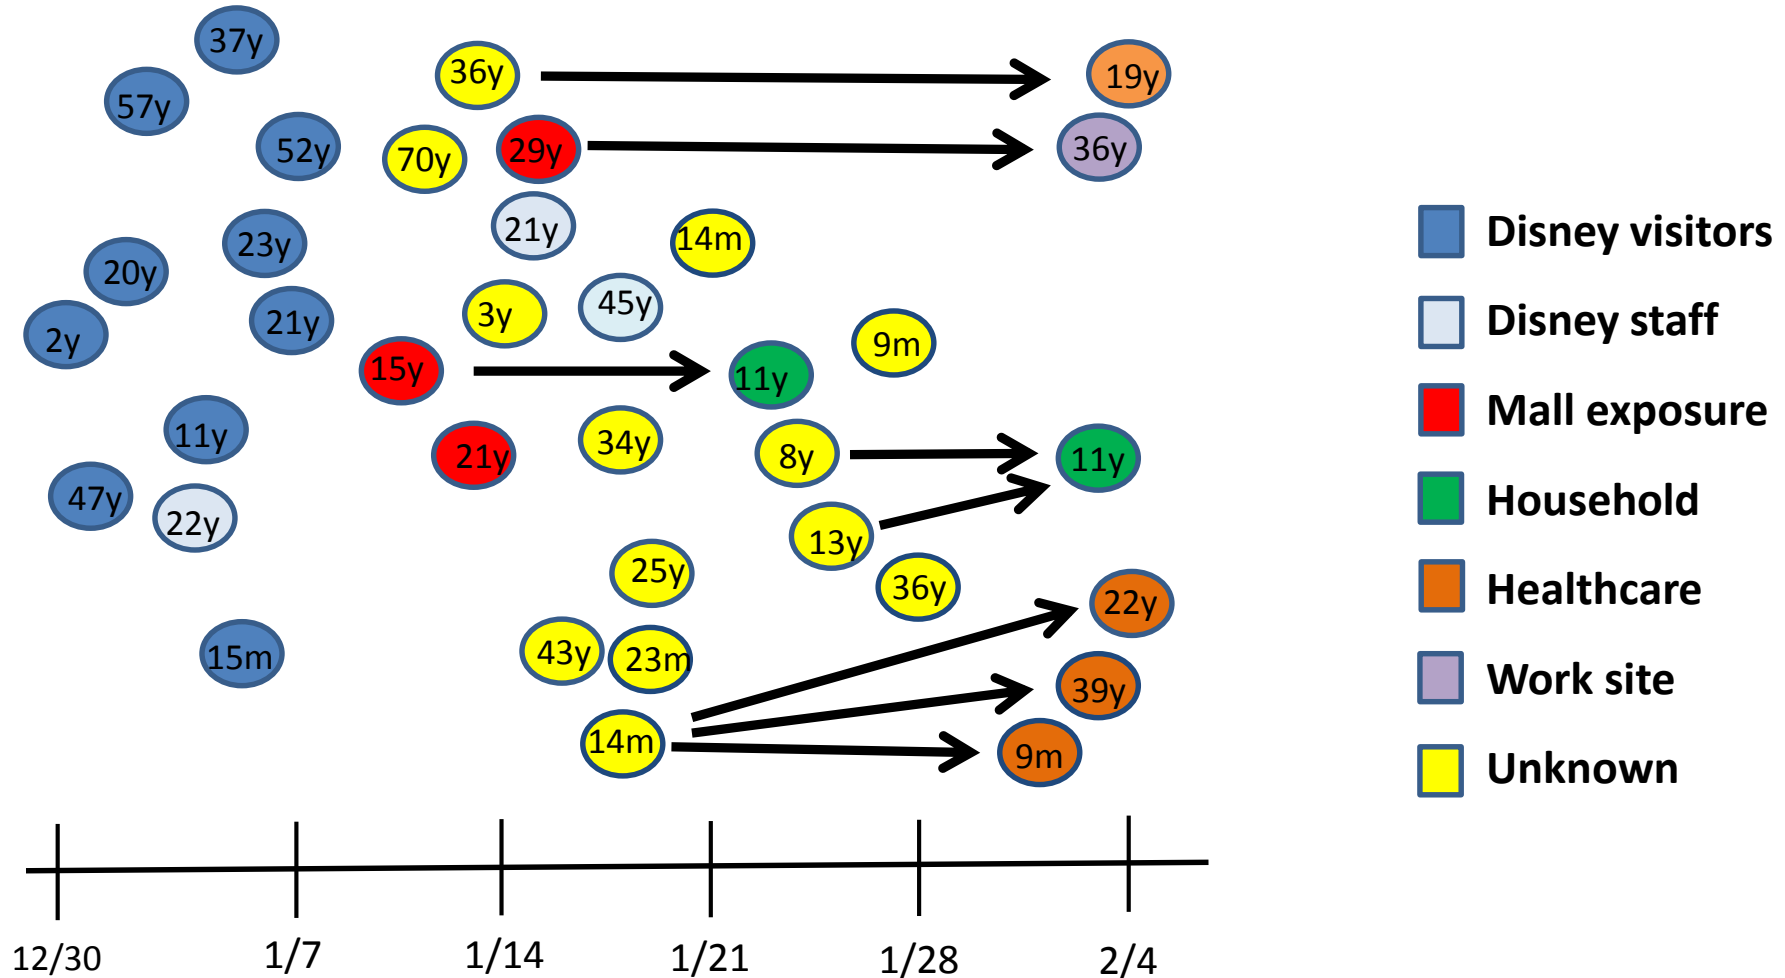 37y
36y
19y
57y
52y
70y
29y
36y
21y
14m
23y
20y
2y
21y
3y
45y
9m
15y
11y
11y
21y
34y
8y
11y
47y
22y
13y
25y
36y
22y
15m
43y
23m
39y
14m
9m
Disney visitors
Disney staff
Mall exposure
Household
Healthcare
Work site
Unknown
12/30 1/7 1/14 1/21 1/28 2/4